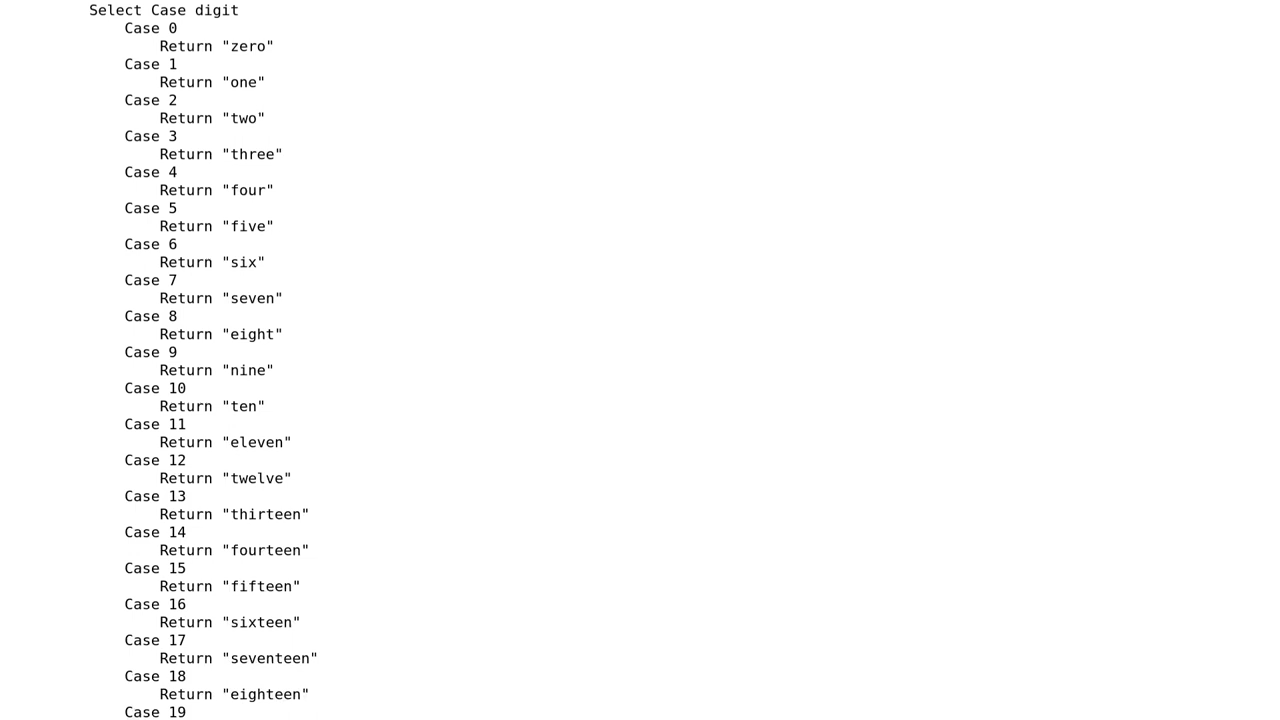 Select Case digit
Case 0
Return "zero"
Case 1
Return "one"
Case 2
Return "two"
Case 3
Return "three"
Case 4
Return "four"
Case 5
Return "five"
Case 6
Return "six"
Case 7
Return "seven"
Case 8
Return "eight"
Case 9
Return "nine"
Case 10
Return "ten"
Case 11
Return "eleven"
Case 12
Return "twelve"
Case 13
Return "thirteen"
Case 14
Return "fourteen"
Case 15
Return "fifteen"
Case 16
Return "sixteen"
Case 17
Return "seventeen"
Case 18
Return "eighteen"
Case 19